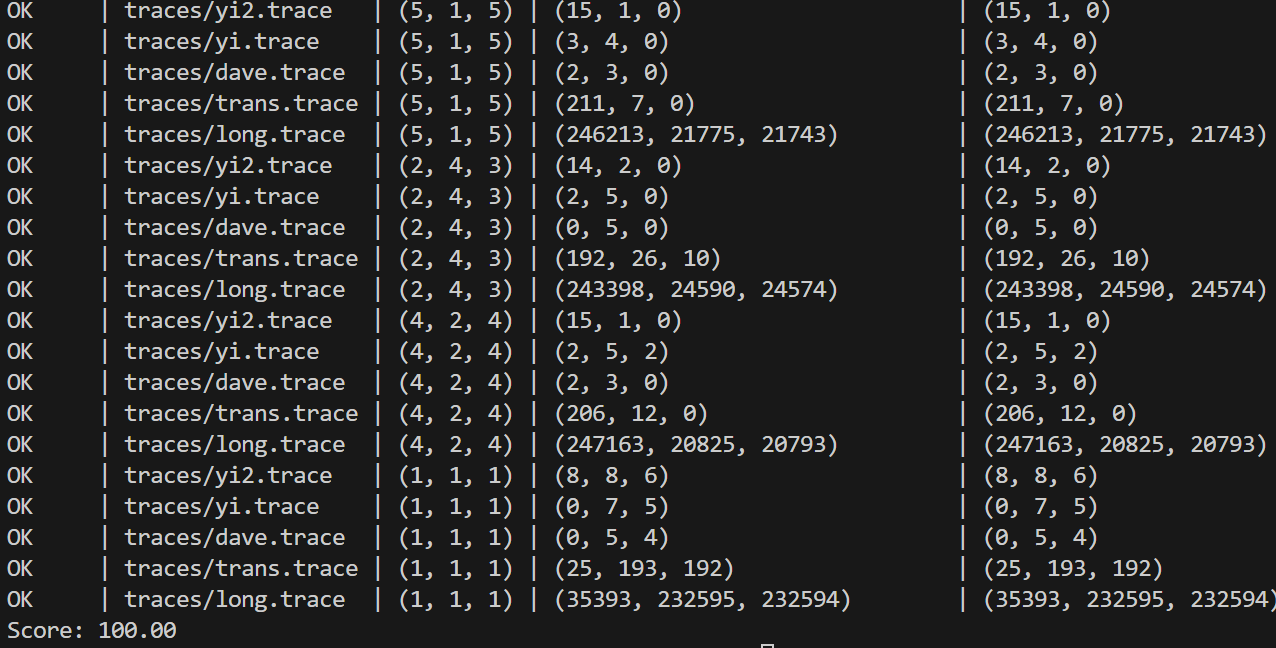 OK | traces/yi2.trace | (5, 1, 5) | (15, 1, 0) | (15, 1, 0)
OK | traces/yi.trace | (5, 1, 5) | (3, 4, 0) | (3, 4, 0)
OK | traces/dave.trace | (5, 1, 5) | (2, 3, 0) | (2, 3, 0)
OK | traces/trans.trace | (5, 1, 5) | (211, 7, 0) | (211, 7, 0)
OK | traces/long.trace | (5, 1, 5) | (246213, 21775, 21743) | (246213, 21775, 21743)
OK | traces/yi2.trace | (2, 4, 3) | (14, 2, 0) | (14, 2, 0)
OK | traces/yi.trace | (2, 4, 3) | (2, 5, 0) | (2, 5, 0)
OK | traces/dave.trace | (2, 4, 3) | (0, 5, 0) | (0, 5, 0)
OK | traces/trans.trace | (2, 4, 3) | (192, 26, 10) | (192, 26, 10)
OK | traces/long.trace | (2, 4, 3) | (243398, 24590, 24574) | (243398, 24590, 24574)
OK | traces/yi2.trace | (4, 2, 4) | (15, 1, 0) | (15, 1, 0)
OK | traces/yi.trace | (4, 2, 4) | (2, 5, 2) | (2, 5, 2)
OK | traces/dave.trace | (4, 2, 4) | (2, 3, 0) | (2, 3, 0)
OK | traces/trans.trace | (4, 2, 4) | (206, 12, 0) | (206, 12, 0)
OK | traces/long.trace | (4, 2, 4) | (247163, 20825, 20793) | (247163, 20825, 20793)
OK | traces/yi2.trace | (1, 1, 1) | (8, 8, 6) | (8, 8, 6)
OK | traces/yi.trace | (1, 1, 1) | (0, 7, 5) | (0, 7, 5)
OK | traces/dave.trace | (1, 1, 1) | (0, 5, 4) | (0, 5, 4)
OK | traces/trans.trace | (1, 1, 1) | (25, 193, 192) | (25, 193, 192)
OK | traces/long.trace | (1, 1, 1) | (35393, 232595, 232594) | (35393, 232595, 232594)
Score: 100.00